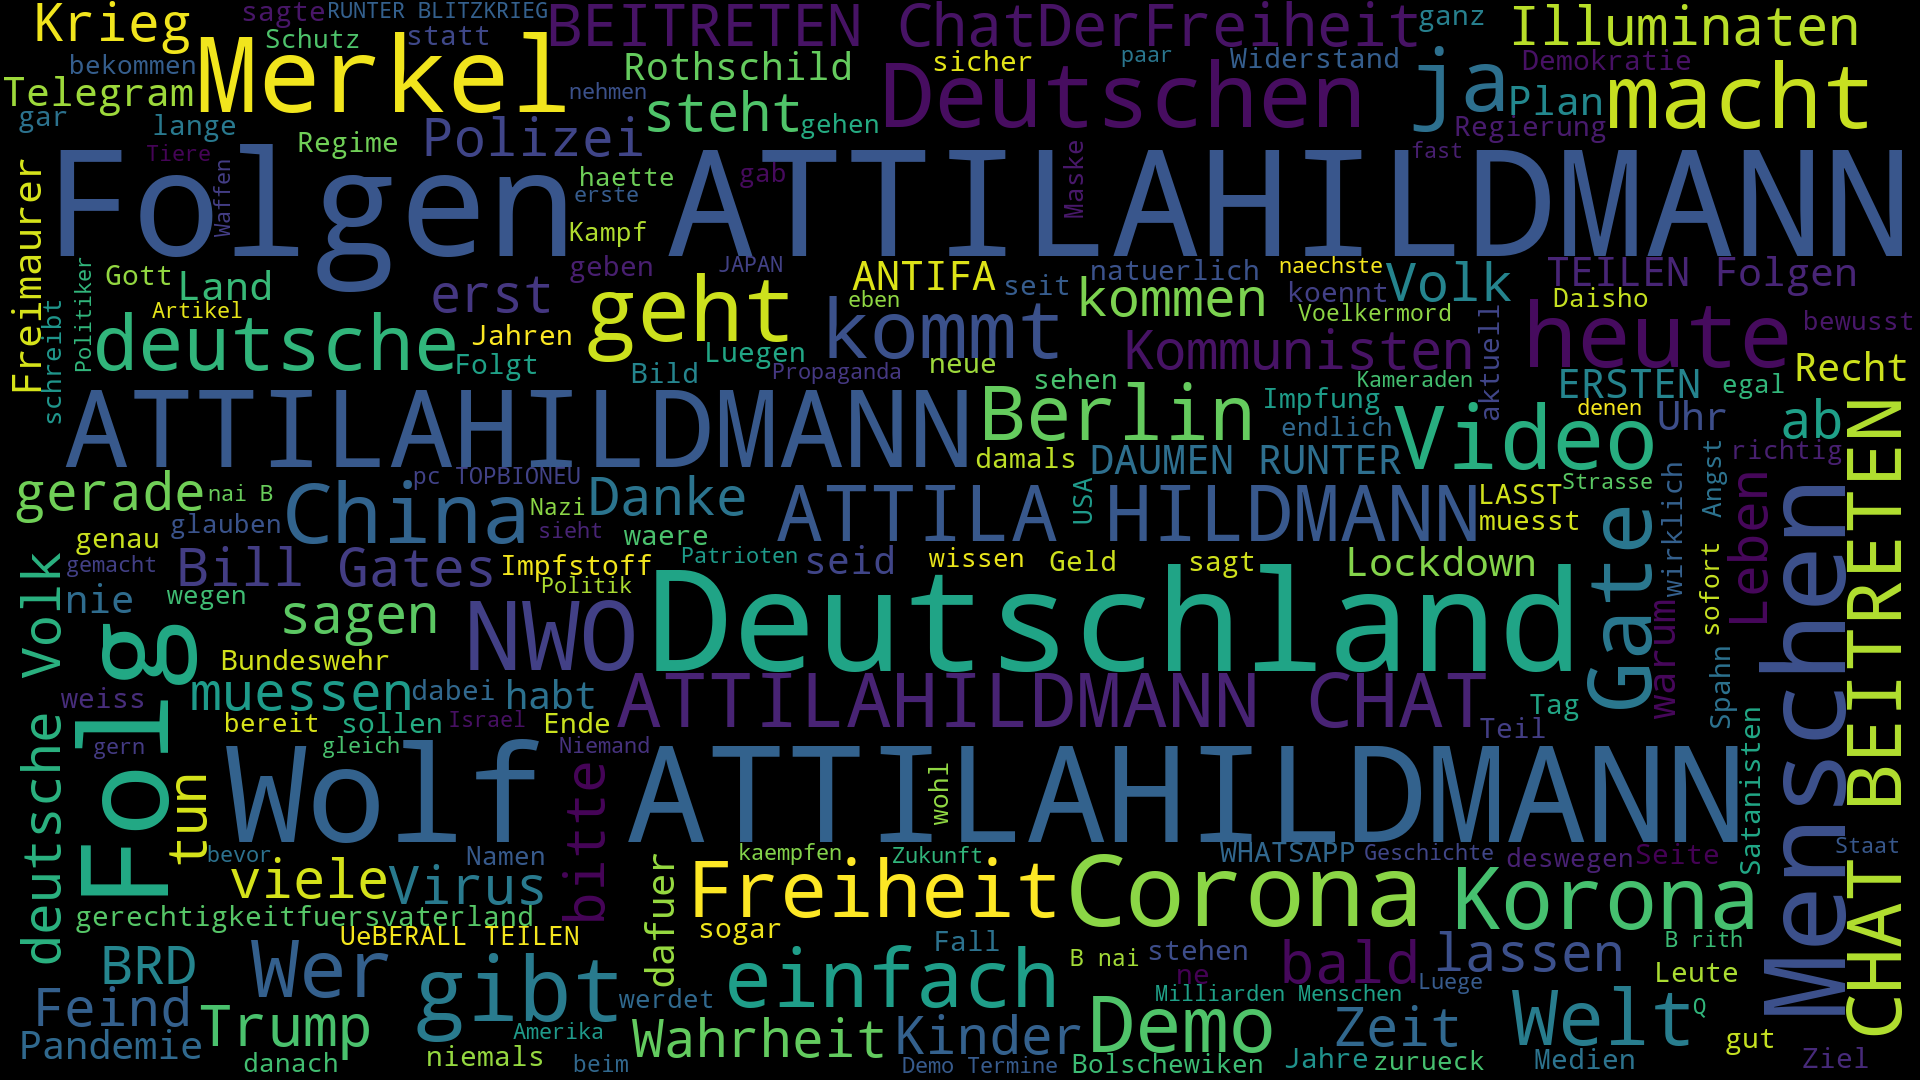 Krieg
sagte
RUNTER BLITZKRIEG
BEITRETEN ChatDerFreiheit
ganz
Illuminaten
Schutz
statt
Merkel
bekommen
Rothschild
sicher
paar
Widerstand
ja
Demokratie
Telegram
nehmen
steht
Deutschen
Plan
macht
gar
lange
Regime
Polizei
gehen
Regierung
Tiere
Waffen
Folgen ATTILAHILDMANN
haette
gab
erste
Maske
fast
Freimaurer
Kampf
Gott
Land
Politiker
geben
JAPAN
ANTIFA
seit
natuerlich
naechste
Volk
TEILEN Folgen
erst
geht
eben
kommen
koennt
Daisho
Artikel
kommt
Voelkermord
heute
bewusst
schreibt
deutsche
Jahren
Luegen
Kommunisten
aktuell
Folgt
Bild
Propaganda
neue
sehen
Kameraden
ERSTEN
egal
Recht
ATTILAHILDMANN
Berlin
Impfung
denen
Uhr
ab
endlich
Video
damals
DAUMEN RUNTER
richtig
gerade
nai B
pc TOPBIONEU
China
Nazi
Danke
ATTILA HILDMANN
USA
LASST
Strasse
wirklich
Angst
Leben
Menschen
CHAT BEITRETEN
glauben
sieht
muesst
genau
waere
gemacht
Bill Gates
Impfstoff
Patrioten
seid
wissen
Geld
sagt
Lockdown
Gate
nie
wegen
Politik
sagen
NWO
Deutschland
warum
sofort
deutsche Volk
Folg
Bundeswehr
weiss
muessen
dabei
habt
ATTILAHILDMANN CHAT
Tag
Spahn
bereit
sollen
Israel
Ende
Teil
gern
gleich
Niemand
Satanisten
tun
Wolf ATTILAHILDMANN
bitte
wohl
bevor
Namen
dafuer
kaempfen
Zukunft
WHATSAPP
Geschichte
deswegen
Seite
Staat
viele
Virus
Freiheit
Corona
Korona
gerechtigkeitfuersvaterland
UeBERALL TEILEN
sogar
Fall
BRD
Wer
gibt
einfach
B nai
stehen
bald
lassen
B rith
ne
Leute
Feind
werdet
Milliarden Menschen
Luege
Q
Trump
Amerika
Wahrheit
Kinder
Demo
Zeit
Welt
gut
Pandemie
danach
niemals
beim
Demo Termine
Bolschewiken
Jahre
zurueck
Medien
Ziel